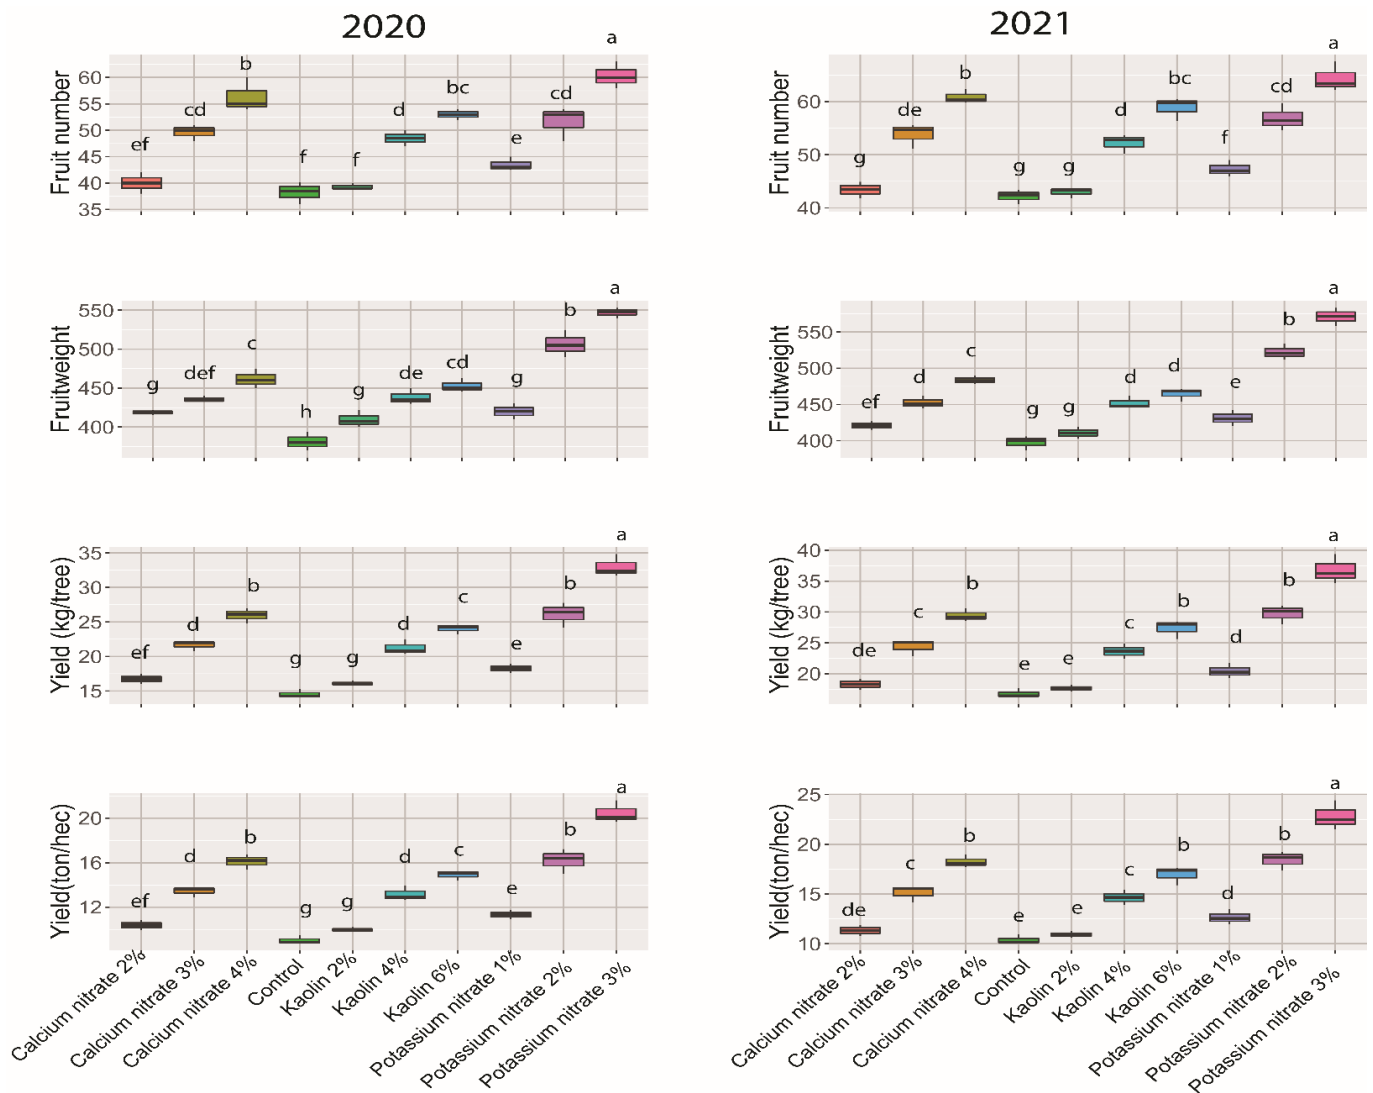 2020
2021
Fruit number
60
55
50
45
40
35
ef
cd
b
f
f
d
bc
e
cd
a
Fruit number
60
50
40
g
de
b
g
g
d
bc
f
cd
a
Fruitweight
550
500
450
400
g
def
c
h
g
de
cd
g
b
a
Fruitweight
550
500
450
400
ef
d
c
g
g
d
d
e
b
a
Yield (kg/tree)
35
30
25
20
15
ef
d
b
g
g
d
c
e
b
a
Yield (kg/tree)
40
35
30
25
20
de
c
b
e
e
c
b
d
b
a
Yield(ton/hec)
20
16
12
ef
d
b
g
g
d
c
e
b
a
Yield(ton/hec)
25
20
15
10
de
c
b
e
e
c
b
d
b
a
Calcium nitrate 2%
Calcium nitrate 3%
Calcium nitrate 4%
Control
Kaolin 2%
Kaolin 4%
Kaolin 6%
Potassium nitrate 1%
Potassium nitrate 2%
Potassium nitrate 3%
Calcium nitrate 2%
Calcium nitrate 3%
Calcium nitrate 4%
Control
Kaolin 2%
Kaolin 4%
Kaolin 6%
Potassium nitrate 1%
Potassium nitrate 2%
Potassium nitrate 3%